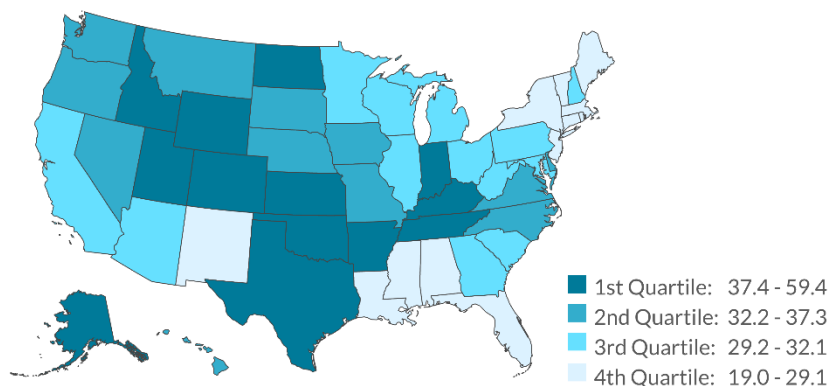 1st Quartile: 37.4 - 59.4
2nd Quartile: 32.2 - 37.3
3rd Quartile: 29.2 - 32.1
4th Quartile: 19.0 - 29.1